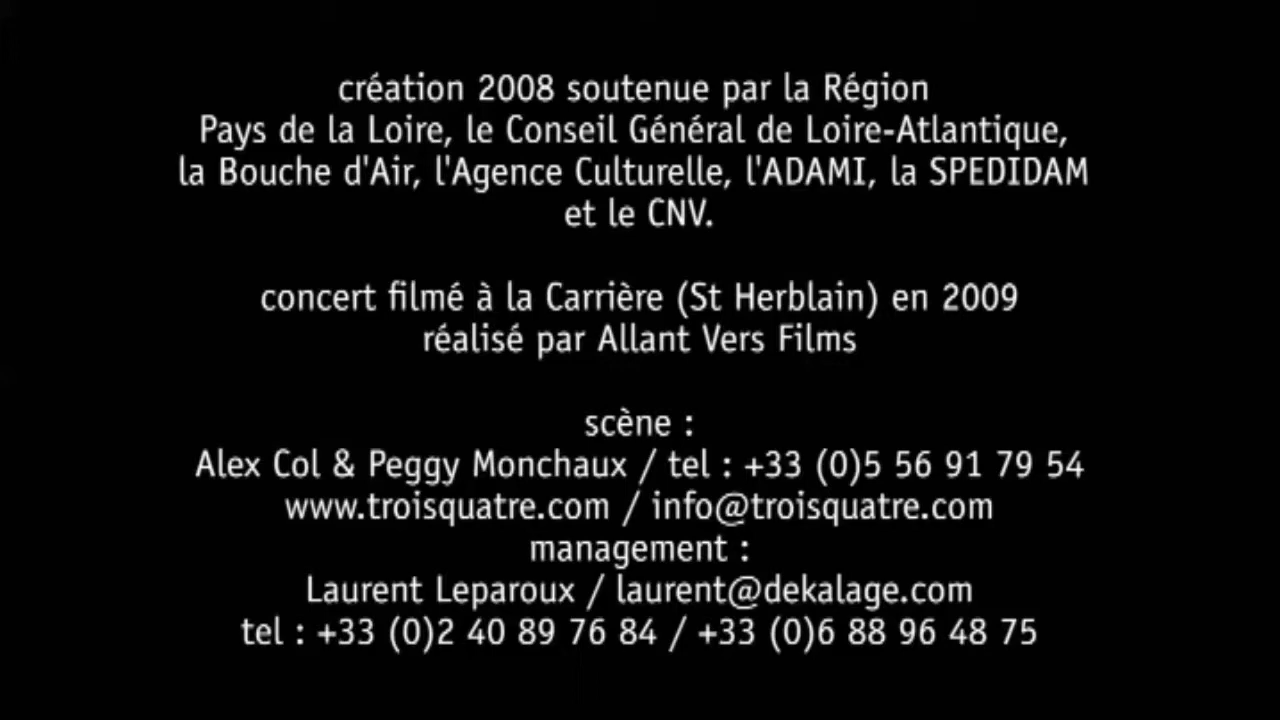 création 2008 soutenue par la Région
Pays de la Loire, le Conseil Général de Loire-Atlantique,
la Bouche d'Air, l'Agence Culturelle, l'ADAMI, la SPEDIDAM
et le CNV.
concert filmé à la Carrière (St Herblain) en 2009
réalisé par Allant Vers Films
scène :
Alex Col & Peggy Monchaux / tel : +33 (0)5 56 91 79 54
www.troisquatre.com / info@troisquatre.com
management :
Laurent Leparoux / laurent@dekalage.com
tel : +33 (0)2 40 89 76 84 / +33 (0)6 88 96 48 75